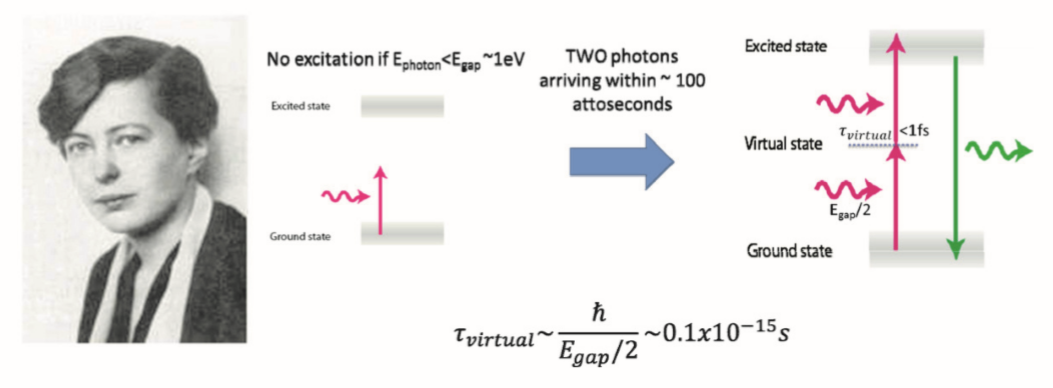 No excitation if E_photon<E_gap~1eV
Excited state
Ground state
TWO photons
arriving within ~ 100
attoseconds
Excited state
τ_virtual <1fs
Virtual state
E_gap/2
Ground state
τ_virtual ~ ħ / (E_gap/2) ~ 0.1x10⁻¹⁵s